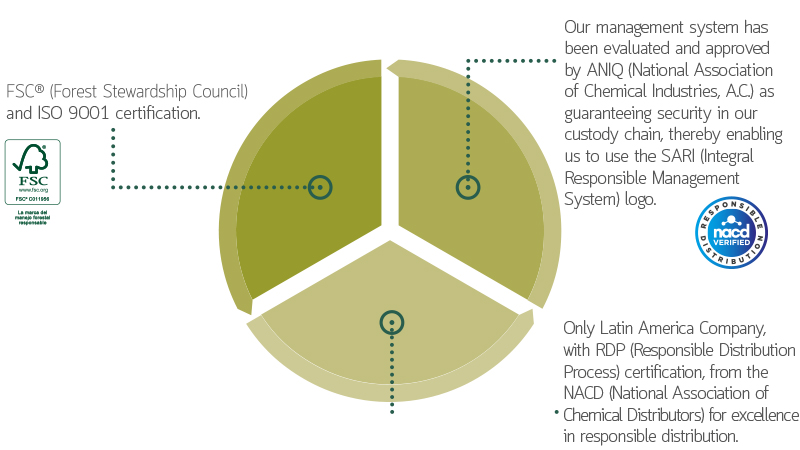 FSC® (Forest Stewardship Council)
and ISO 9001 certification.
FSC
www.fsc.org
FSC® C011956
La marca del
manejo forestal
responsable
Our management system has
been evaluated and approved
by ANIQ (National Association
of Chemical Industries, A.C.) as
guaranteeing security in our
custody chain, thereby enabling
us to use the SARI (Integral
Responsible Management
System) logo.
RESPONSIBLE
nacd
VERIFIED
DISTRIBUTION
Only Latin America Company,
with RDP (Responsible Distribution
Process) certification, from the
NACD (National Association of
Chemical Distributors) for excellence
in responsible distribution.